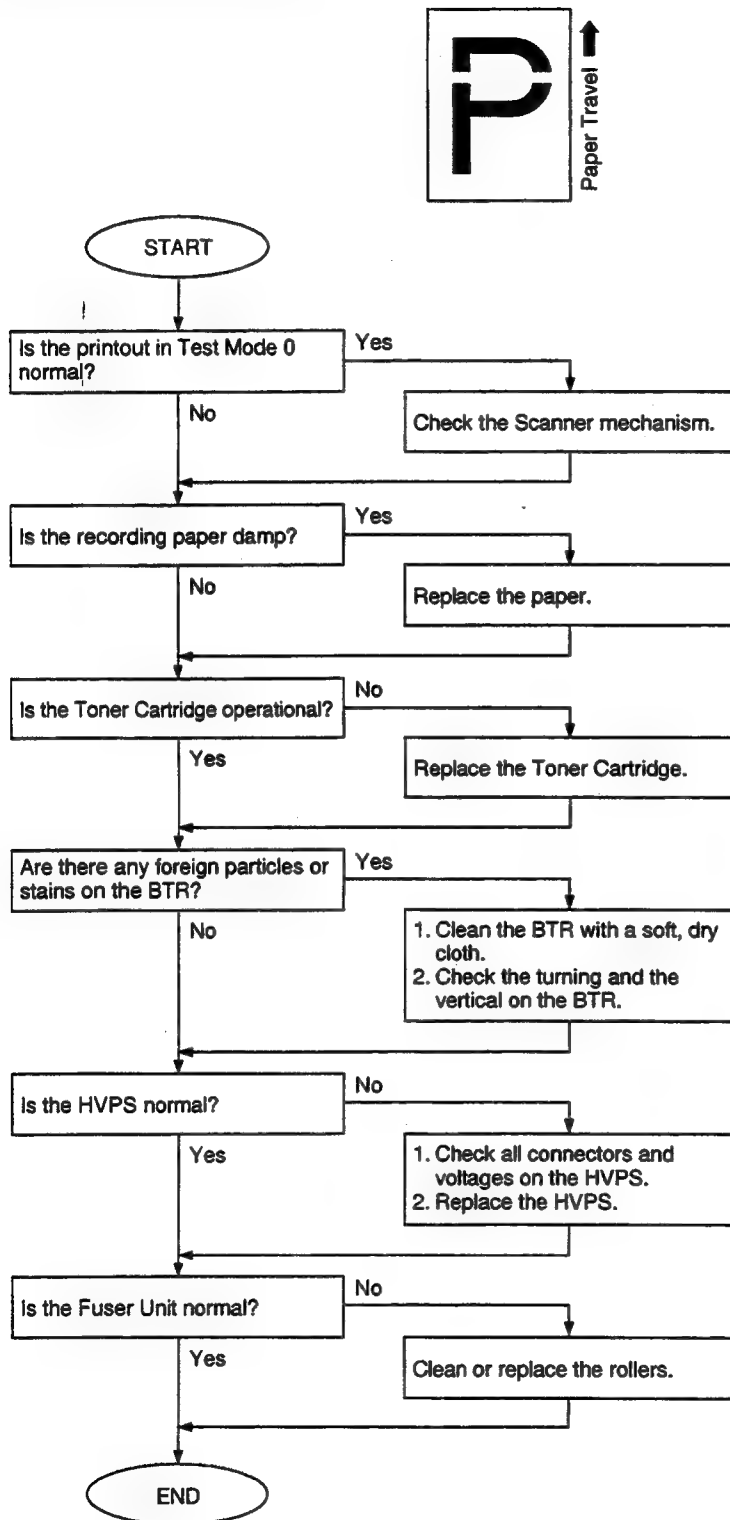 P
Paper Travel
START
Is the printout in Test Mode 0
normal?
Yes
No
Check the Scanner mechanism.
Is the recording paper damp?
Yes
No
Replace the paper.
Is the Toner Cartridge operational?
No
Yes
Replace the Toner Cartridge.
Are there any foreign particles or
stains on the BTR?
Yes
No
1. Clean the BTR with a soft, dry
cloth.
2. Check the turning and the
vertical on the BTR.
Is the HVPS normal?
No
Yes
1. Check all connectors and
voltages on the HVPS.
2. Replace the HVPS.
Is the Fuser Unit normal?
No
Yes
Clean or replace the rollers.
END